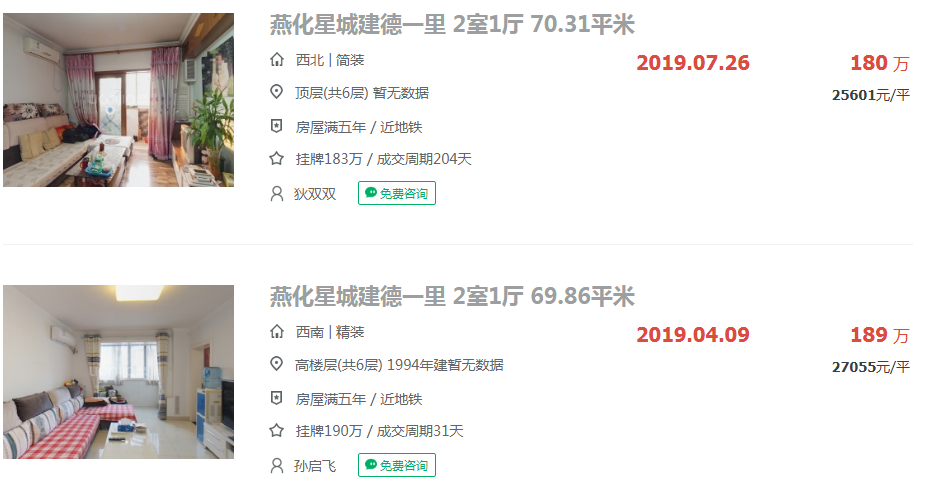 燕化星城建德一里 2室1厅 70.31平米
西北 | 简装
2019.07.26
180 万
顶层(共6层) 暂无数据
25601元/平
房屋满五年 / 近地铁
挂牌183万 / 成交周期204天
狄双双
免费咨询
燕化星城建德一里 2室1厅 69.86平米
西南 | 精装
2019.04.09
189 万
高楼层(共6层) 1994年建暂无数据
27055元/平
房屋满五年 / 近地铁
挂牌190万 / 成交周期31天
孙启飞
免费咨询